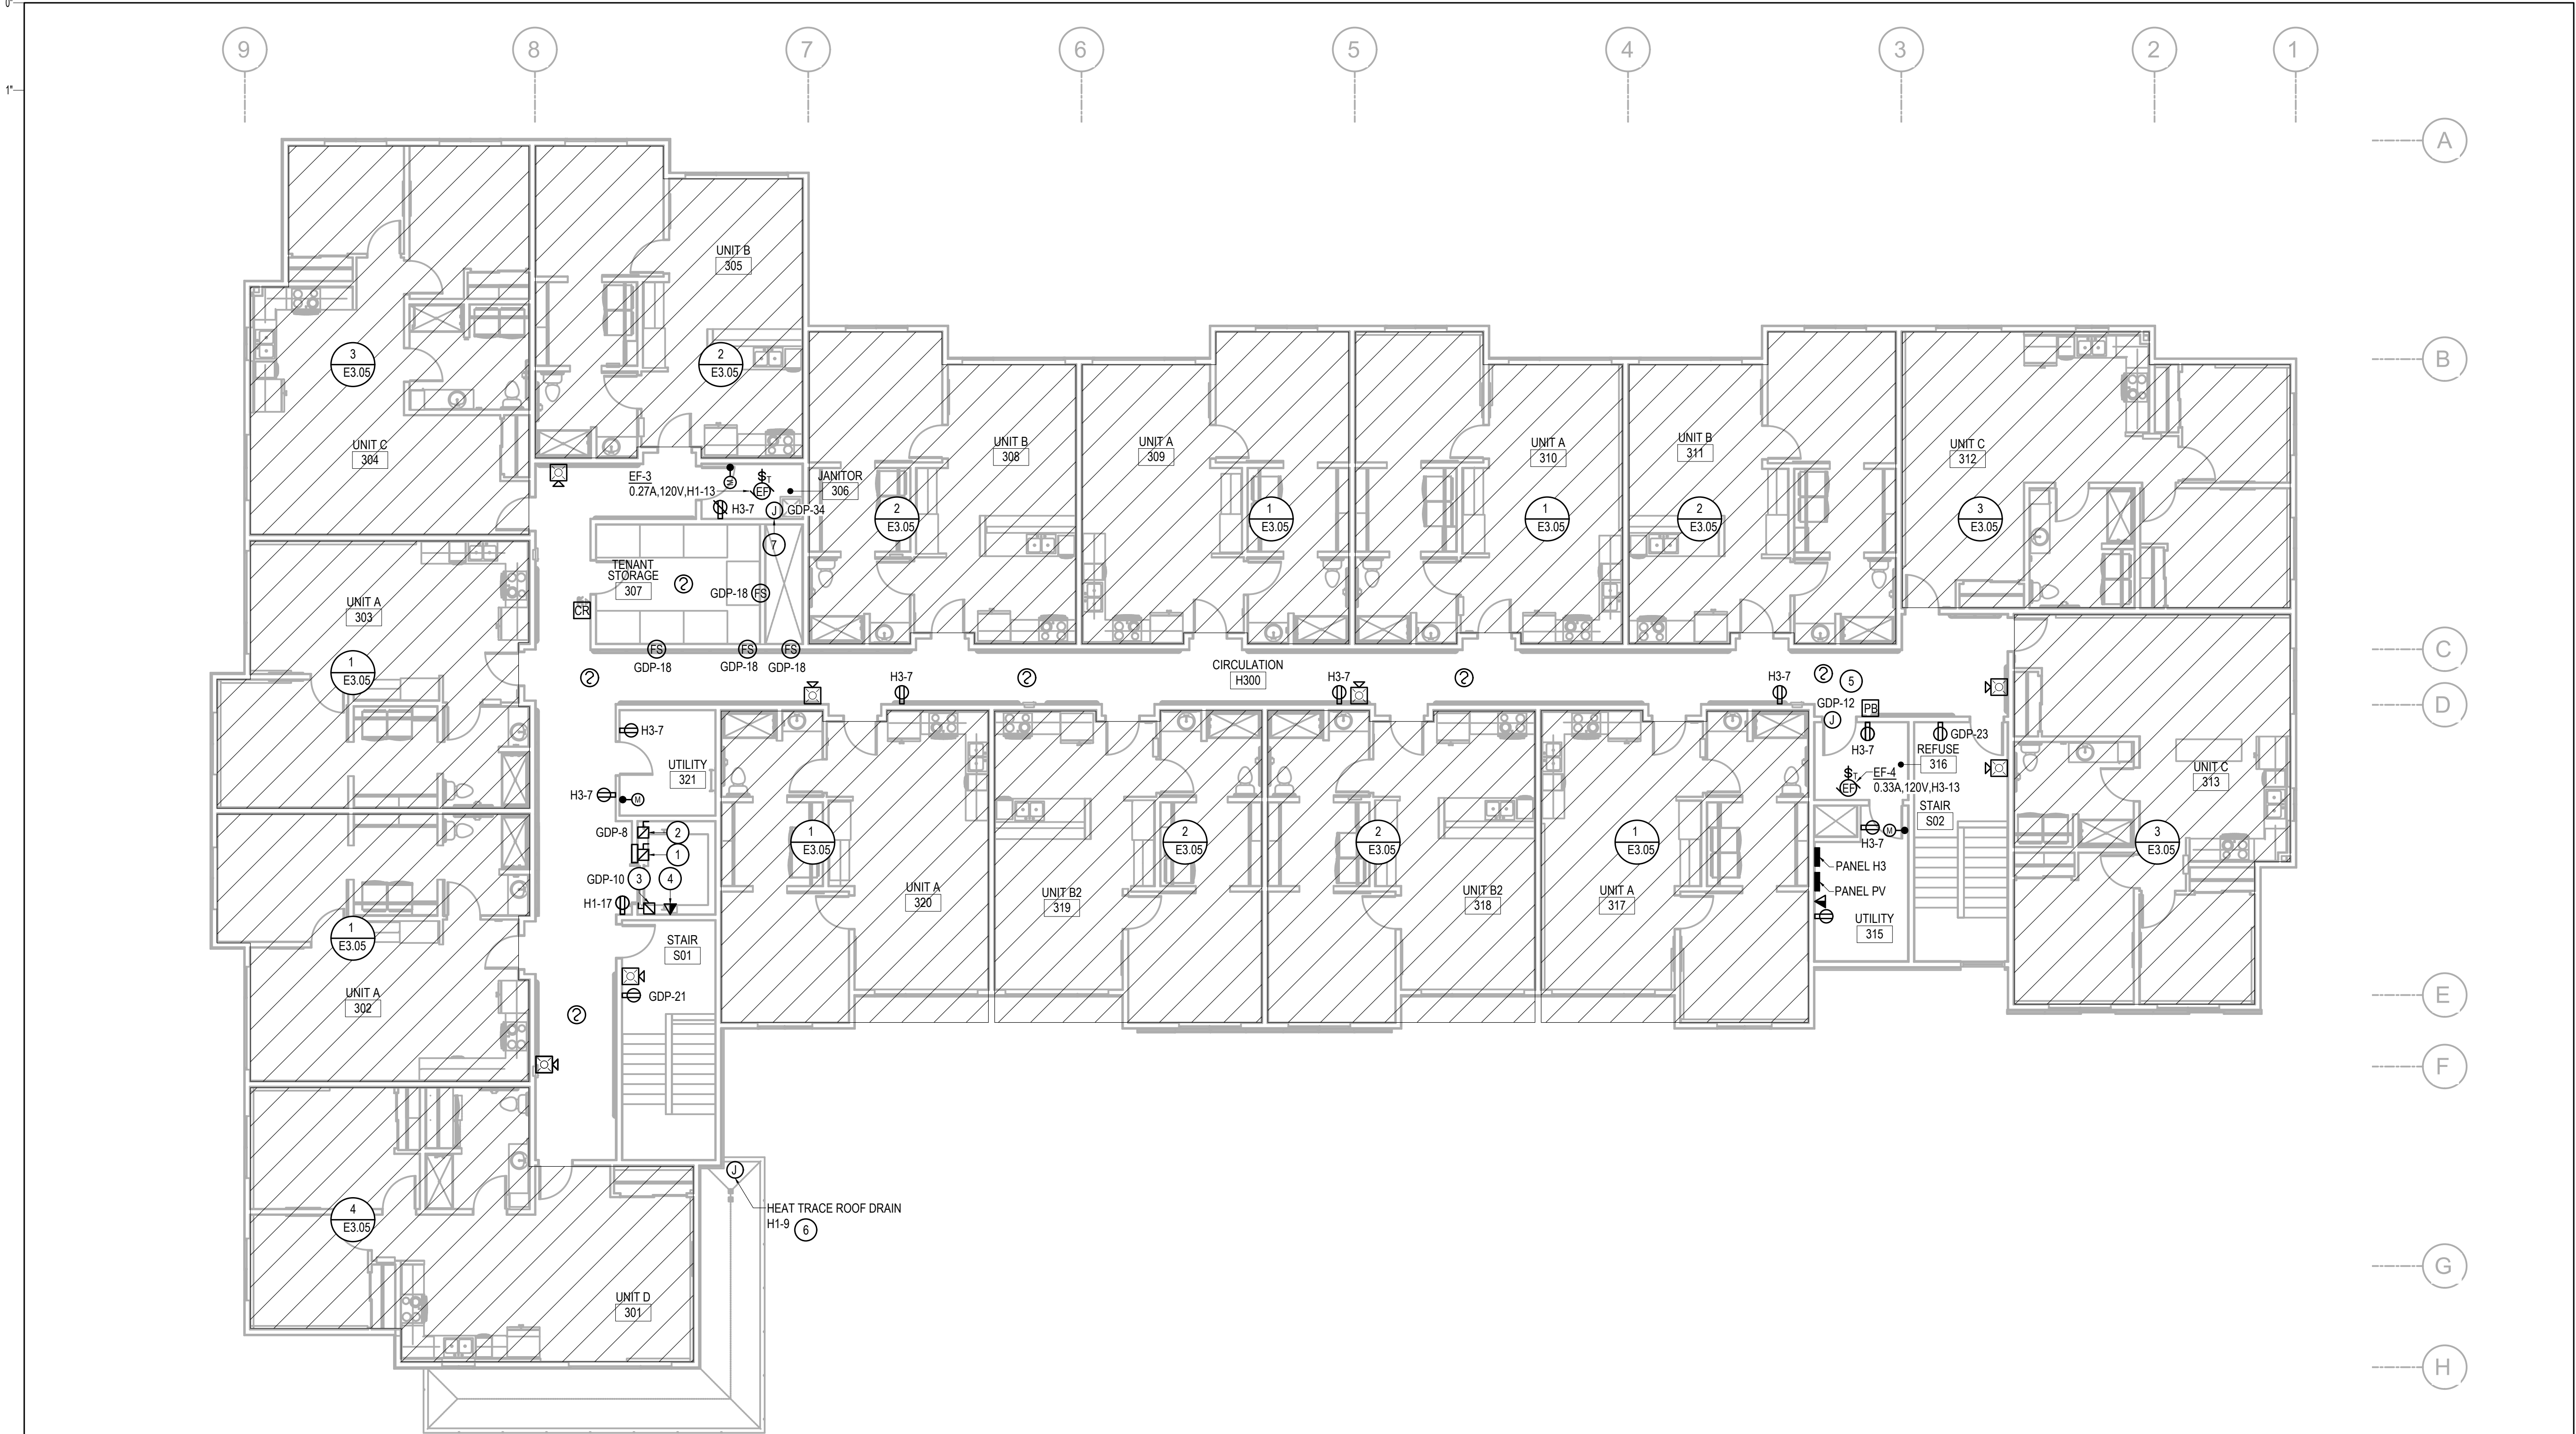 0"
1"
9
8
7
6
5
4
3
2
1
A
B
C
D
E
F
G
H
UNIT B
305
3
E3.05
2
E3.05
UNIT C
304
UNIT B
308
UNIT A
309
UNIT A
310
UNIT B
311
UNIT C
312
EF-3
0.27A,120V,H1-13
M
$T
EF
JANITOR
306
H3-7
J
GDP-34
7
2
E3.05
1
E3.05
1
E3.05
2
E3.05
3
E3.05
TENANT
STORAGE
307
GDP-18
FS
CR
UNIT A
303
1
E3.05
FS
FS
FS
GDP-18
GDP-18
GDP-18
CIRCULATION
H300
H3-7
H3-7
H3-7
5
GDP-12
J
PB
H3-7
GDP-23
REFUSE
316
H3-7
UTILITY
321
H3-7
M
$T
EF
EF-4
0.33A,120V,H3-13
STAIR
S02
UNIT C
313
GDP-8
2
1
GDP-10
3
4
H1-17
1
E3.05
2
E3.05
2
E3.05
1
E3.05
M
H3-7
3
E3.05
PANEL H3
PANEL PV
UNIT A
320
UNIT B2
319
UNIT B2
318
UNIT A
317
UTILITY
315
1
E3.05
UNIT A
302
STAIR
S01
GDP-21
4
E3.05
J
HEAT TRACE ROOF DRAIN
H1-9
6
UNIT D
301